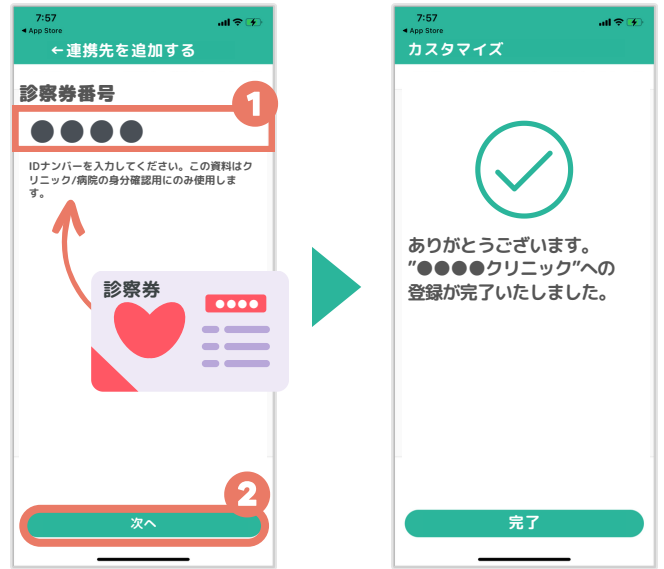 7:57
◀ App Store
←連携先を追加する
診察券番号
1
●●●●
IDナンバーを入力してください。この資料はク
リニック/病院の身分確認用にのみ使用しま
す。
診察券
●●●●
2
次へ
7:57
◀ App Store
カスタマイズ
ありがとうございます。
”●●●●クリニック”への
登録が完了いたしました。
完了